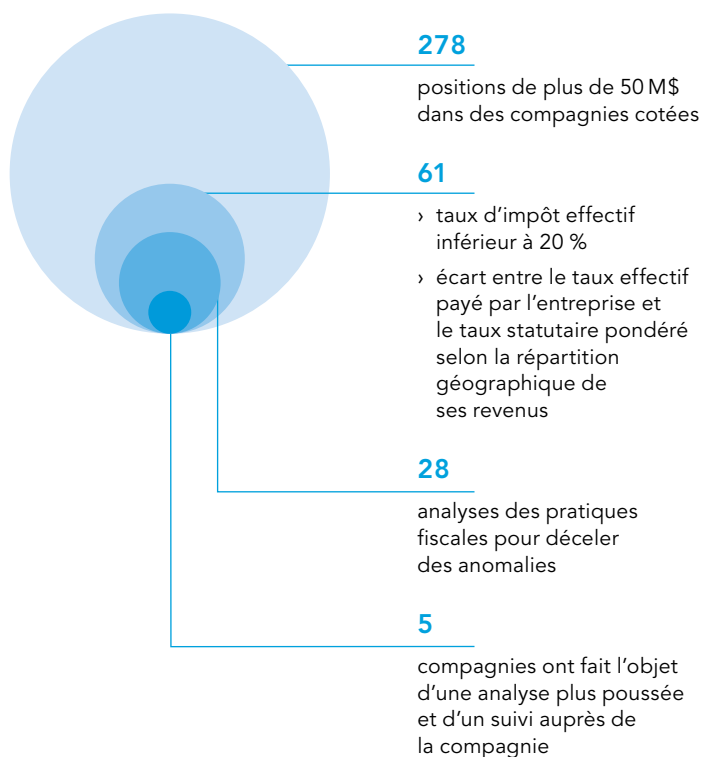 278
positions de plus de 50 M$
dans des compagnies cotées
61
› taux d’impôt effectif
inférieur à 20 %
› écart entre le taux effectif
payé par l’entreprise et
le taux statutaire pondéré
selon la répartition
géographique de
ses revenus
28
analyses des pratiques
fiscales pour déceler
des anomalies
5
compagnies ont fait l’objet
d’une analyse plus poussée
et d’un suivi auprès de
la compagnie